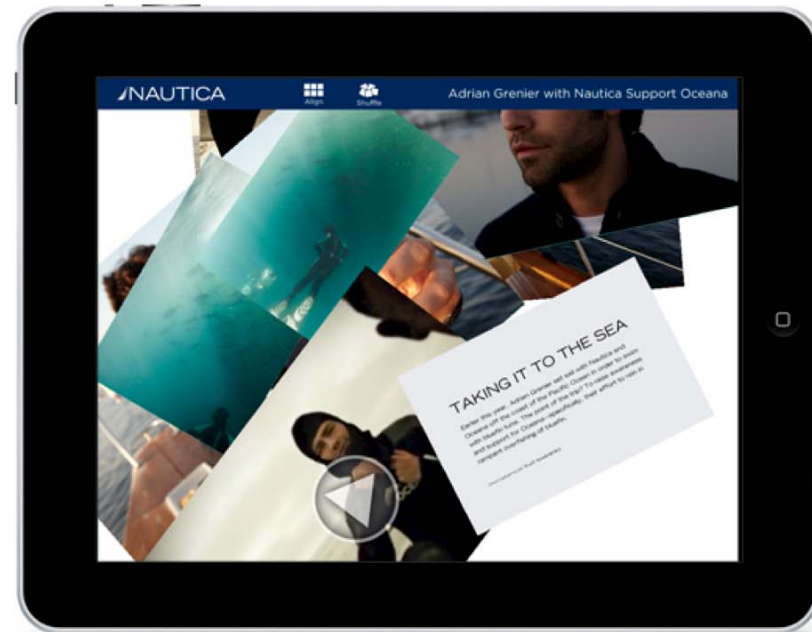 NAUTICA
Align
Shuffle
Adrian Grenier with Nautica Support Oceana
TAKING IT TO THE SEA
Earlier this year, Adrian Grenier set sail with Nautica and
Oceana off the coast of the Pacific Ocean in order to swim
with bluefin tuna. The point of the trip? To raise awareness
and support for Oceana—specifically, their effort to rein in
rampant overfishing of bluefin.